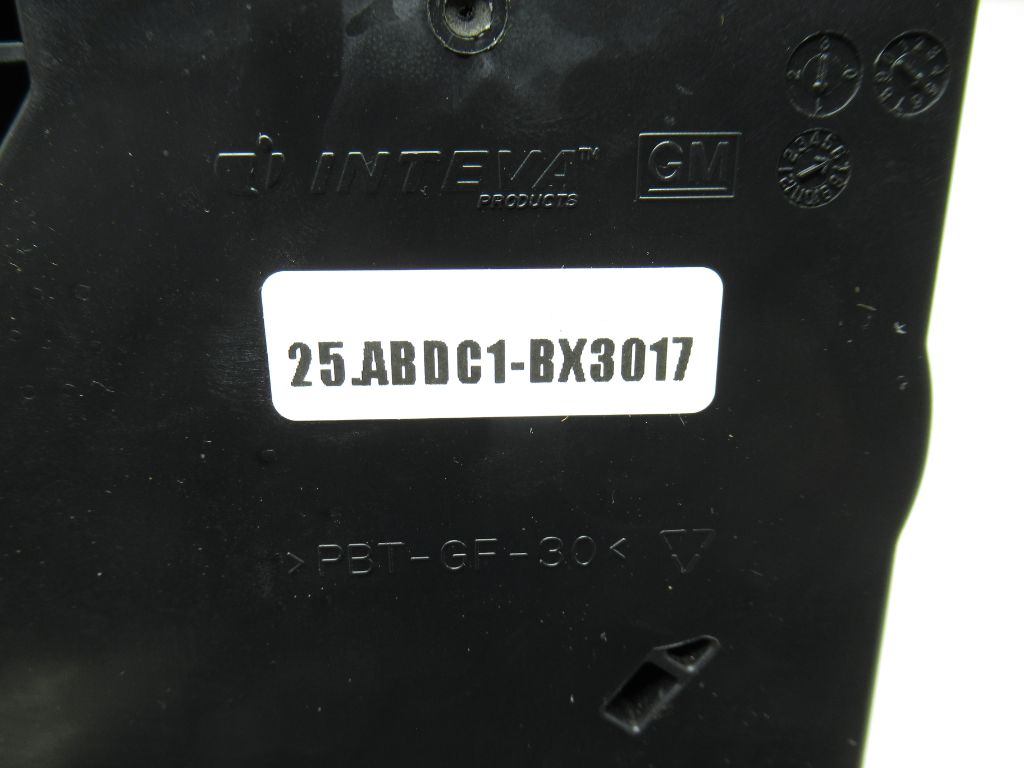 INTEVA™ GM
PRODUCTS
25.ABDC1-BX3017
>PBT-GF-30<